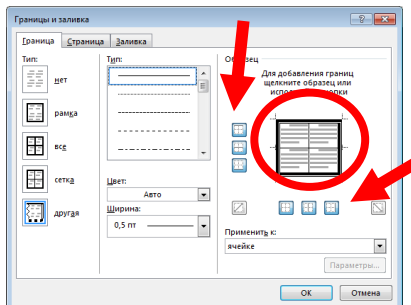 Границы и заливка
Граница
Страница
Заливка
Тип:
нет
рамка
все
сетка
другая
Тип:
Цвет:
Авто
Ширина:
0,5 пт
Для добавления границ
щелкните образец или
Применить к:
ячейке
Параметры...
ОК
Отмена